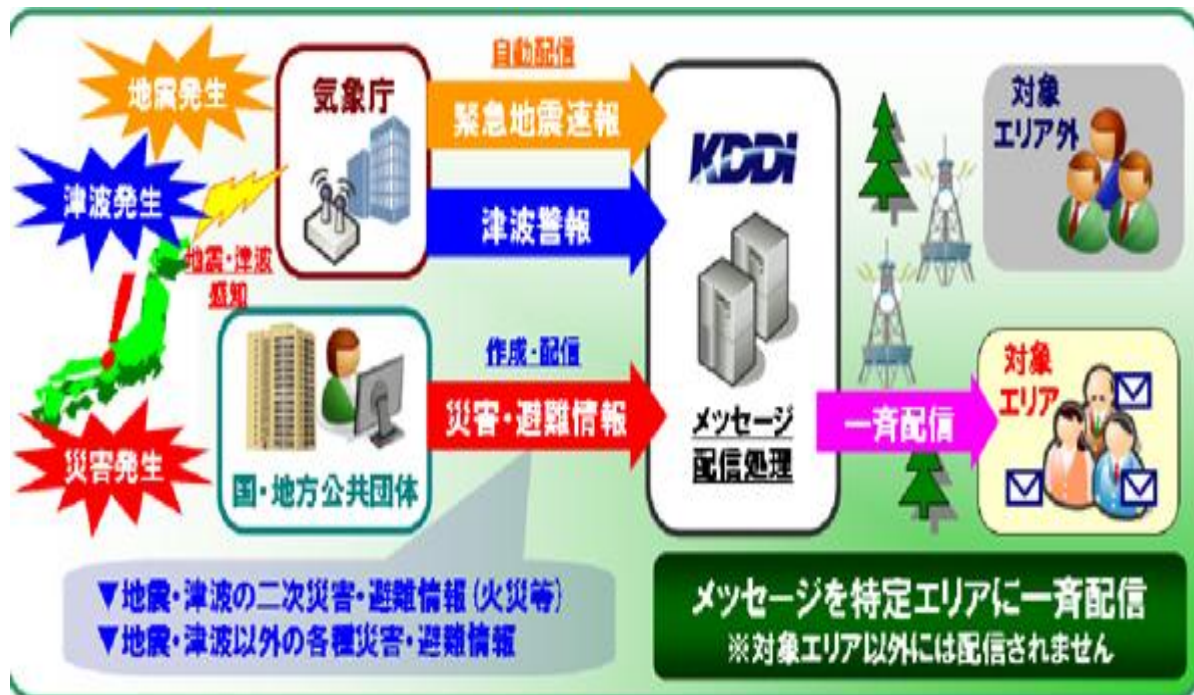 地震発生
津波発生
災害発生
地震・津波
感知
気象庁
国・地方公共団体
自動配信
緊急地震速報
津波警報
作成・配信
災害・避難情報
KDDI
メッセージ
配信処理
一斉配信
対象
エリア外
対象
エリア
▼地震・津波の二次災害・避難情報(火災等)
▼地震・津波以外の各種災害・避難情報
メッセージを特定エリアに一斉配信
※対象エリア以外には配信されません